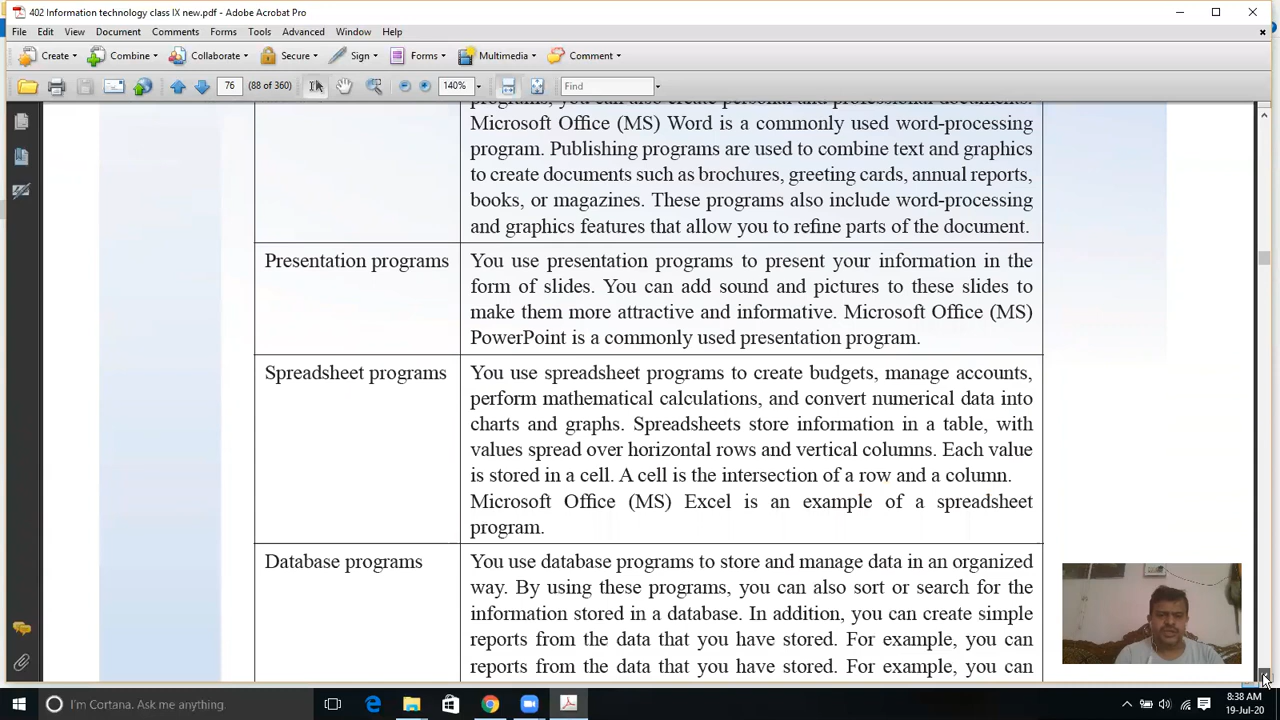 402 Information technology class IX new.pdf - Adobe Acrobat Pro
File Edit View Document Comments Forms Tools Advanced Window Help
Create Combine Collaborate Secure Sign Forms Multimedia Comment
76 (88 of 360) 140% Find
programs, you can also create personal and professional documents.
Microsoft Office (MS) Word is a commonly used word-processing
program. Publishing programs are used to combine text and graphics
to create documents such as brochures, greeting cards, annual reports,
books, or magazines. These programs also include word-processing
and graphics features that allow you to refine parts of the document.
Presentation programs
You use presentation programs to present your information in the
form of slides. You can add sound and pictures to these slides to
make them more attractive and informative. Microsoft Office (MS)
PowerPoint is a commonly used presentation program.
Spreadsheet programs
You use spreadsheet programs to create budgets, manage accounts,
perform mathematical calculations, and convert numerical data into
charts and graphs. Spreadsheets store information in a table, with
values spread over horizontal rows and vertical columns. Each value
is stored in a cell. A cell is the intersection of a row and a column.
Microsoft Office (MS) Excel is an example of a spreadsheet
program.
Database programs
You use database programs to store and manage data in an organized
way. By using these programs, you can also sort or search for the
information stored in a database. In addition, you can create simple
reports from the data that you have stored. For example, you can
reports from the data that you have stored. For example, you can
I'm Cortana. Ask me anything.
8:38 AM
19-Jul-20